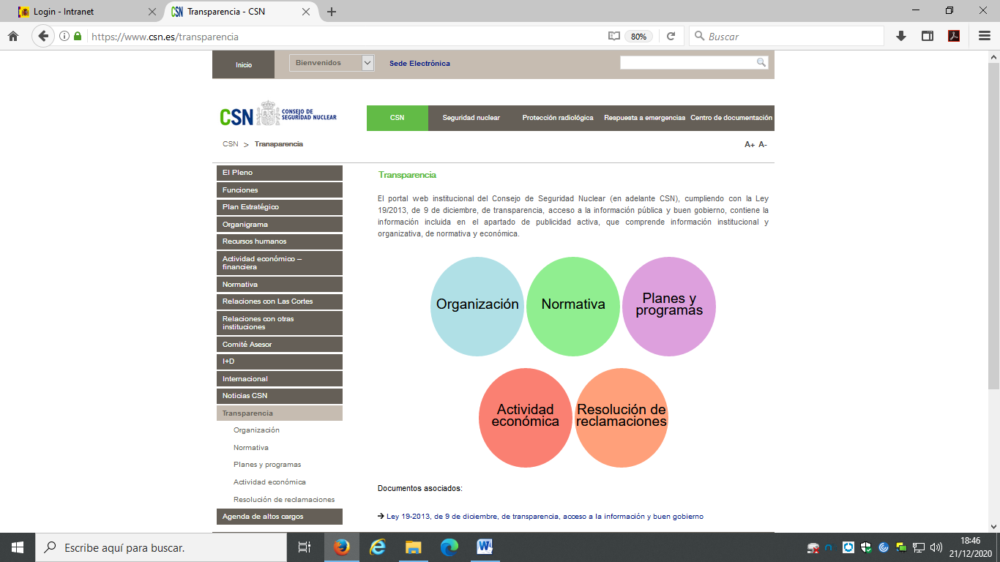 Login - Intranet
Transparencia - CSN
https://www.csn.es/transparencia
80%
Buscar
Inicio
Bienvenidos
Sede Electrónica
CSN
CONSEJO DE
SEGURIDAD NUCLEAR
CSN
Seguridad nuclear
Protección radiológica
Respuesta a emergencias
Centro de documentación
CSN > Transparencia
A+ A-
El Pleno
Funciones
Plan Estratégico
Organigrama
Recursos humanos
Actividad económico –
financiera
Normativa
Relaciones con Las Cortes
Relaciones con otras
instituciones
Comité Asesor
I+D
Internacional
Noticias CSN
Transparencia
Organización
Normativa
Planes y programas
Actividad económica
Resolución de reclamaciones
Agenda de altos cargos
Transparencia
El portal web institucional del Consejo de Seguridad Nuclear (en adelante CSN), cumpliendo con la Ley
19/2013, de 9 de diciembre, de transparencia, acceso a la información pública y buen gobierno, contiene la
información incluida en el apartado de publicidad activa, que comprende información institucional y
organizativa, de normativa y económica.
Organización
Normativa
Planes y
programas
Actividad
económica
Resolución de
reclamaciones
Documentos asociados:
➔ Ley 19-2013, de 9 de diciembre, de transparencia, acceso a la información y buen gobierno
Escribe aquí para buscar.
18:46
21/12/2020